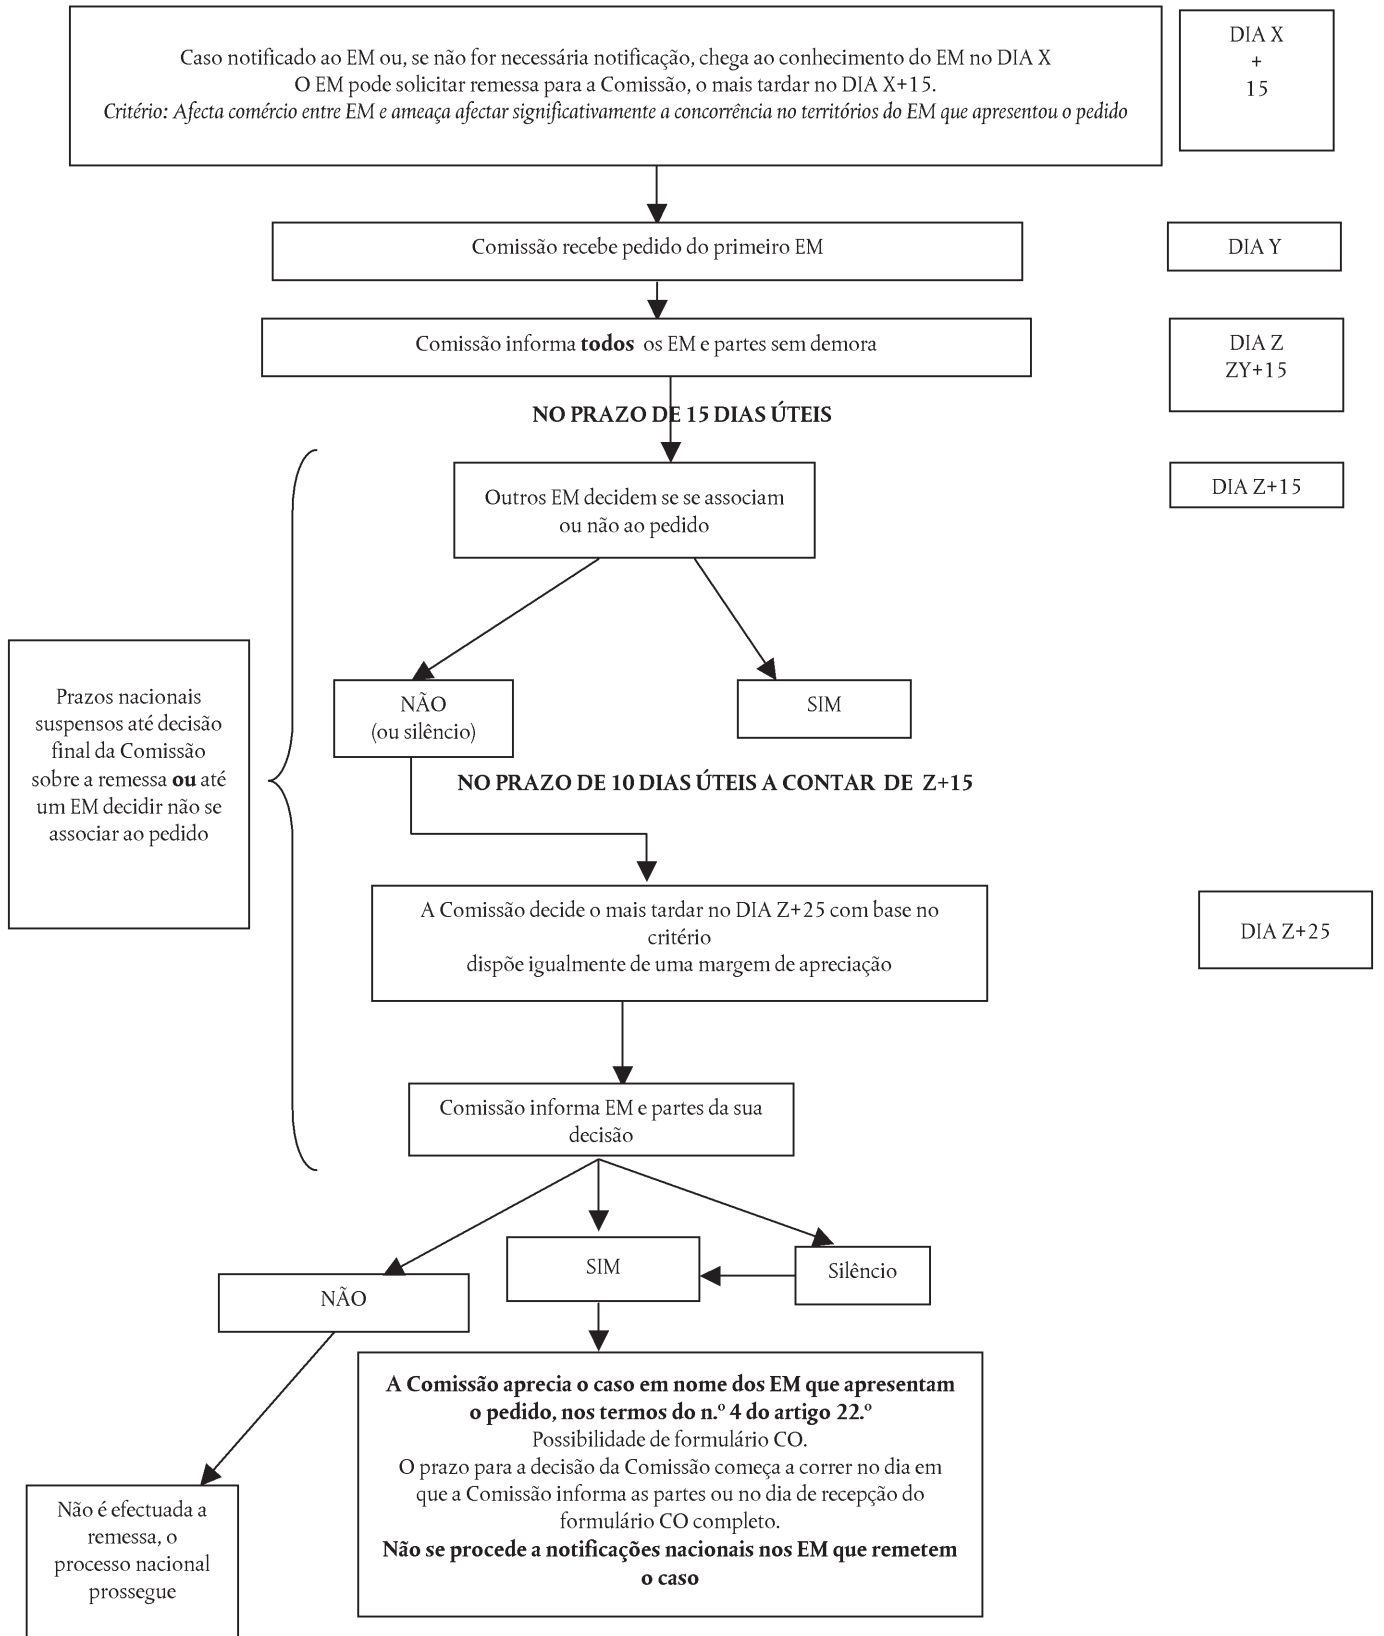 Caso notificado ao EM ou, se não for necessária notificação, chega ao conhecimento do EM no DIA X
O EM pode solicitar remessa para a Comissão, o mais tardar no DIA X+15.
Critério: Afecta comércio entre EM e ameaça afectar significativamente a concorrência no territórios do EM que apresentou o pedido
DIA X
+
15
Comissão recebe pedido do primeiro EM
DIA Y
Comissão informa todos os EM e partes sem demora
DIA Z
ZY+15
NO PRAZO DE 15 DIAS ÚTEIS
Outros EM decidem se se associam
ou não ao pedido
DIA Z+15
NÃO
(ou silêncio)
SIM
Prazos nacionais
suspensos até decisão
final da Comissão
sobre a remessa ou até
um EM decidir não se
associar ao pedido
NO PRAZO DE 10 DIAS ÚTEIS A CONTAR DE Z+15
A Comissão decide o mais tardar no DIA Z+25 com base no
critério
dispõe igualmente de uma margem de apreciação
DIA Z+25
Comissão informa EM e partes da sua
decisão
NÃO
SIM
Silêncio
A Comissão aprecia o caso em nome dos EM que apresentam
o pedido, nos termos do n.º 4 do artigo 22.º
Possibilidade de formulário CO.
O prazo para a decisão da Comissão começa a correr no dia em
que a Comissão informa as partes ou no dia de recepção do
formulário CO completo.
Não se procede a notificações nacionais nos EM que remetem
o caso
Não é efectuada a
remessa, o
processo nacional
prossegue